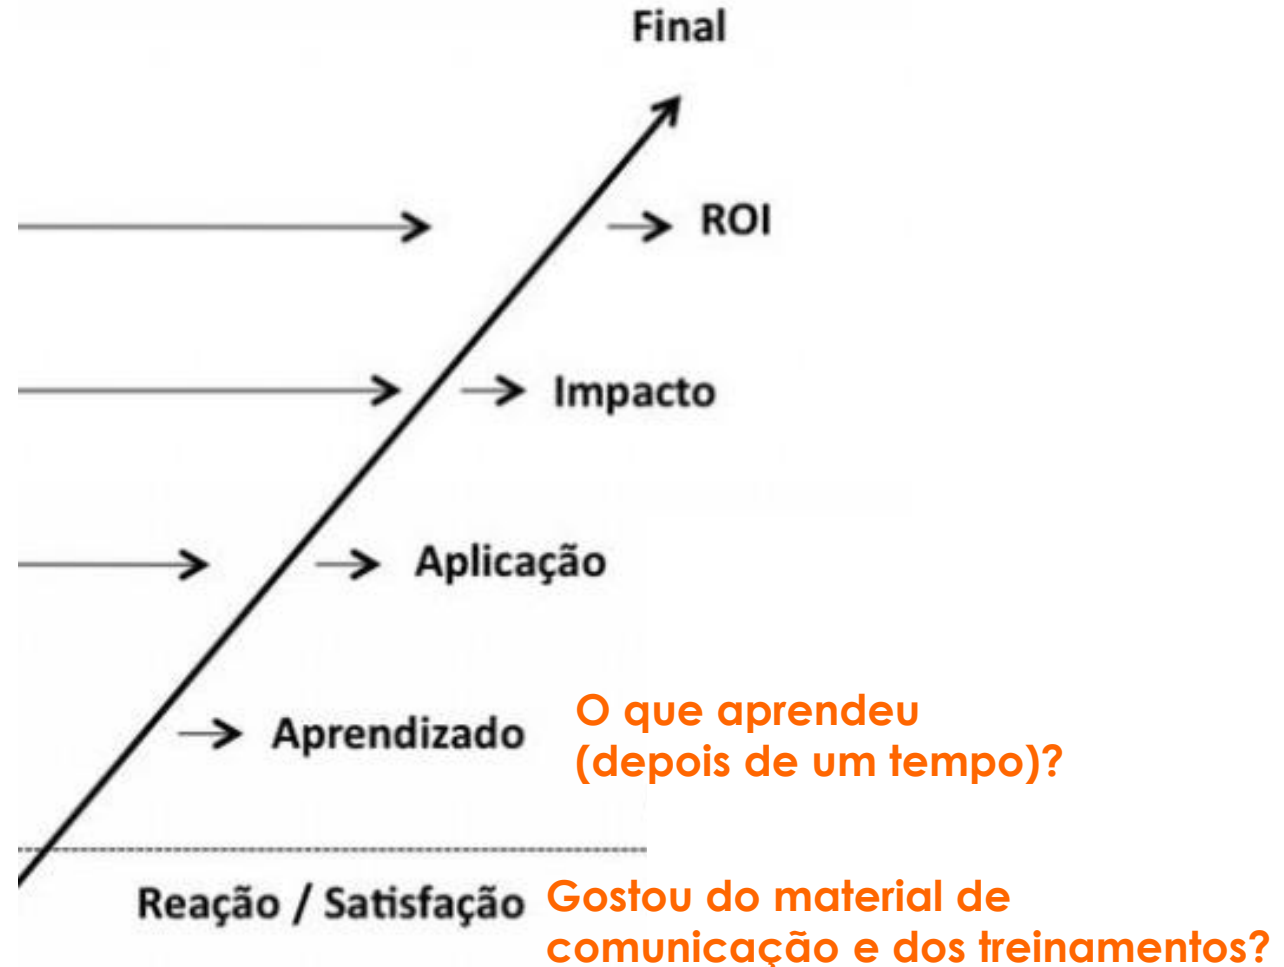 Final
ROI
Impacto
Aplicação
Aprendizado
O que aprendeu
(depois de um tempo)?
Reação / Satisfação
Gostou do material de
comunicação e dos treinamentos?